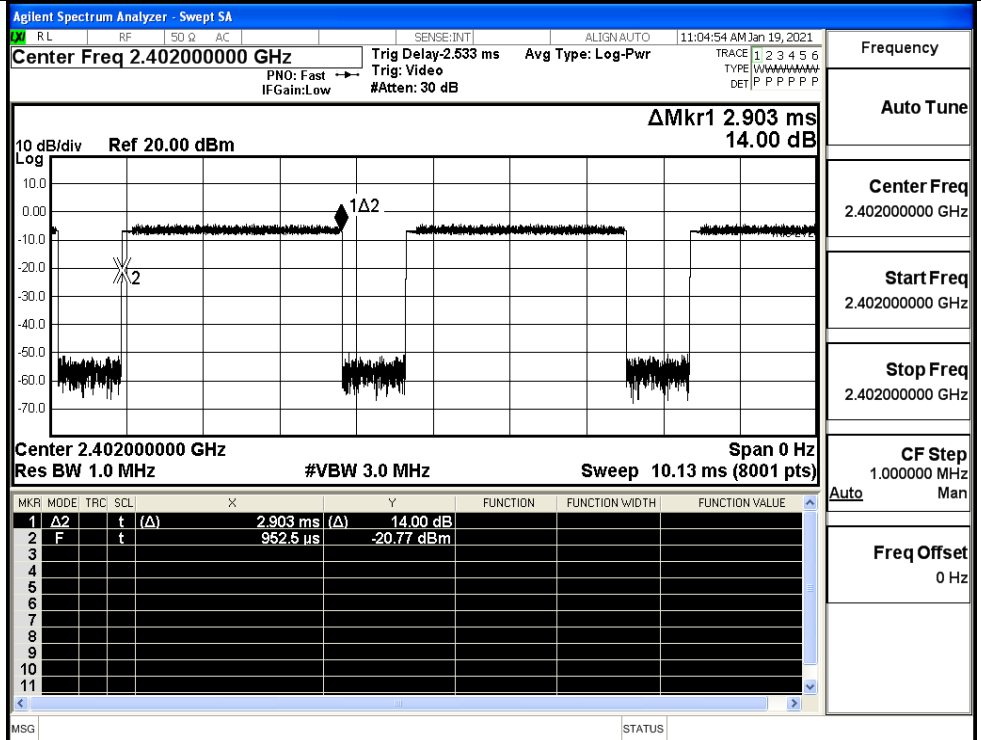 Agilent Spectrum Analyzer - Swept SA
RL RF 50 Ω AC SENSE:INT ALIGN AUTO 11:04:54 AM Jan 19, 2021
Center Freq 2.402000000 GHz
PNO: Fast
IFGain:Low
Trig Delay-2.533 ms
Trig: Video
#Atten: 30 dB
Avg Type: Log-Pwr
TRACE 1 2 3 4 5 6
TYPE WWWWWW
DET P P P P P P
ΔMkr1 2.903 ms
14.00 dB
10 dB/div Ref 20.00 dBm
Log
10.0
0.00
-10.0
-20.0
-30.0
-40.0
-50.0
-60.0
-70.0
1Δ2
2
Center 2.402000000 GHz Span 0 Hz
Res BW 1.0 MHz #VBW 3.0 MHz Sweep 10.13 ms (8001 pts)
MKR MODE TRC SCL X Y FUNCTION FUNCTION WIDTH FUNCTION VALUE
1 Δ2 t (Δ) 2.903 ms (Δ) 14.00 dB
2 F t 952.5 µs -20.77 dBm
3
4
5
6
7
8
9
10
11
MSG STATUS
Frequency
Auto Tune
Center Freq
2.402000000 GHz
Start Freq
2.402000000 GHz
Stop Freq
2.402000000 GHz
CF Step
1.000000 MHz
Auto Man
Freq Offset
0 Hz